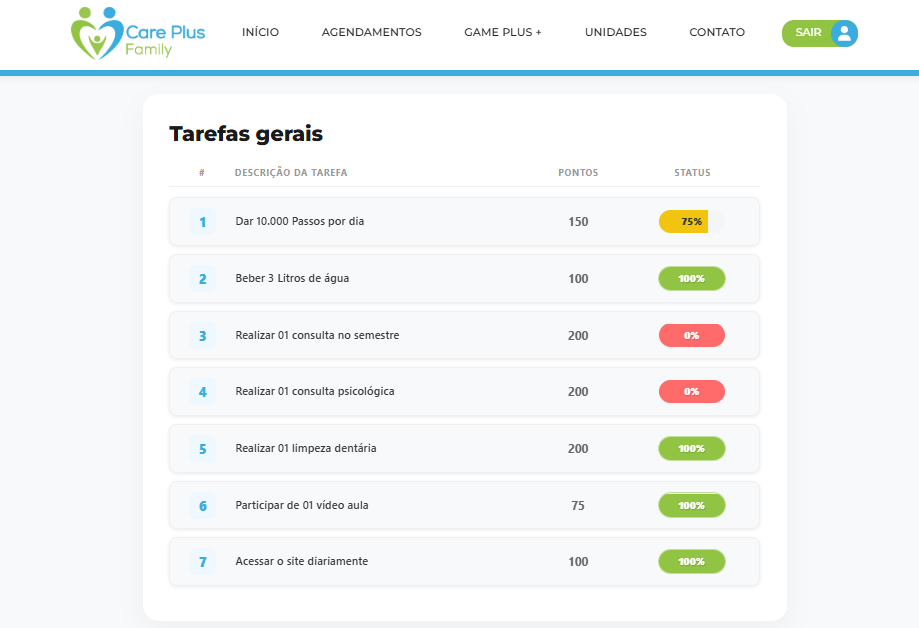 Care Plus
Family
INÍCIO AGENDAMENTOS GAME PLUS + UNIDADES CONTATO SAIR
Tarefas gerais
# DESCRIÇÃO DA TAREFA PONTOS STATUS
1 Dar 10.000 Passos por dia 150 75%
2 Beber 3 Litros de água 100 100%
3 Realizar 01 consulta no semestre 200 0%
4 Realizar 01 consulta psicológica 200 0%
5 Realizar 01 limpeza dentária 200 100%
6 Participar de 01 vídeo aula 75 100%
7 Acessar o site diariamente 100 100%